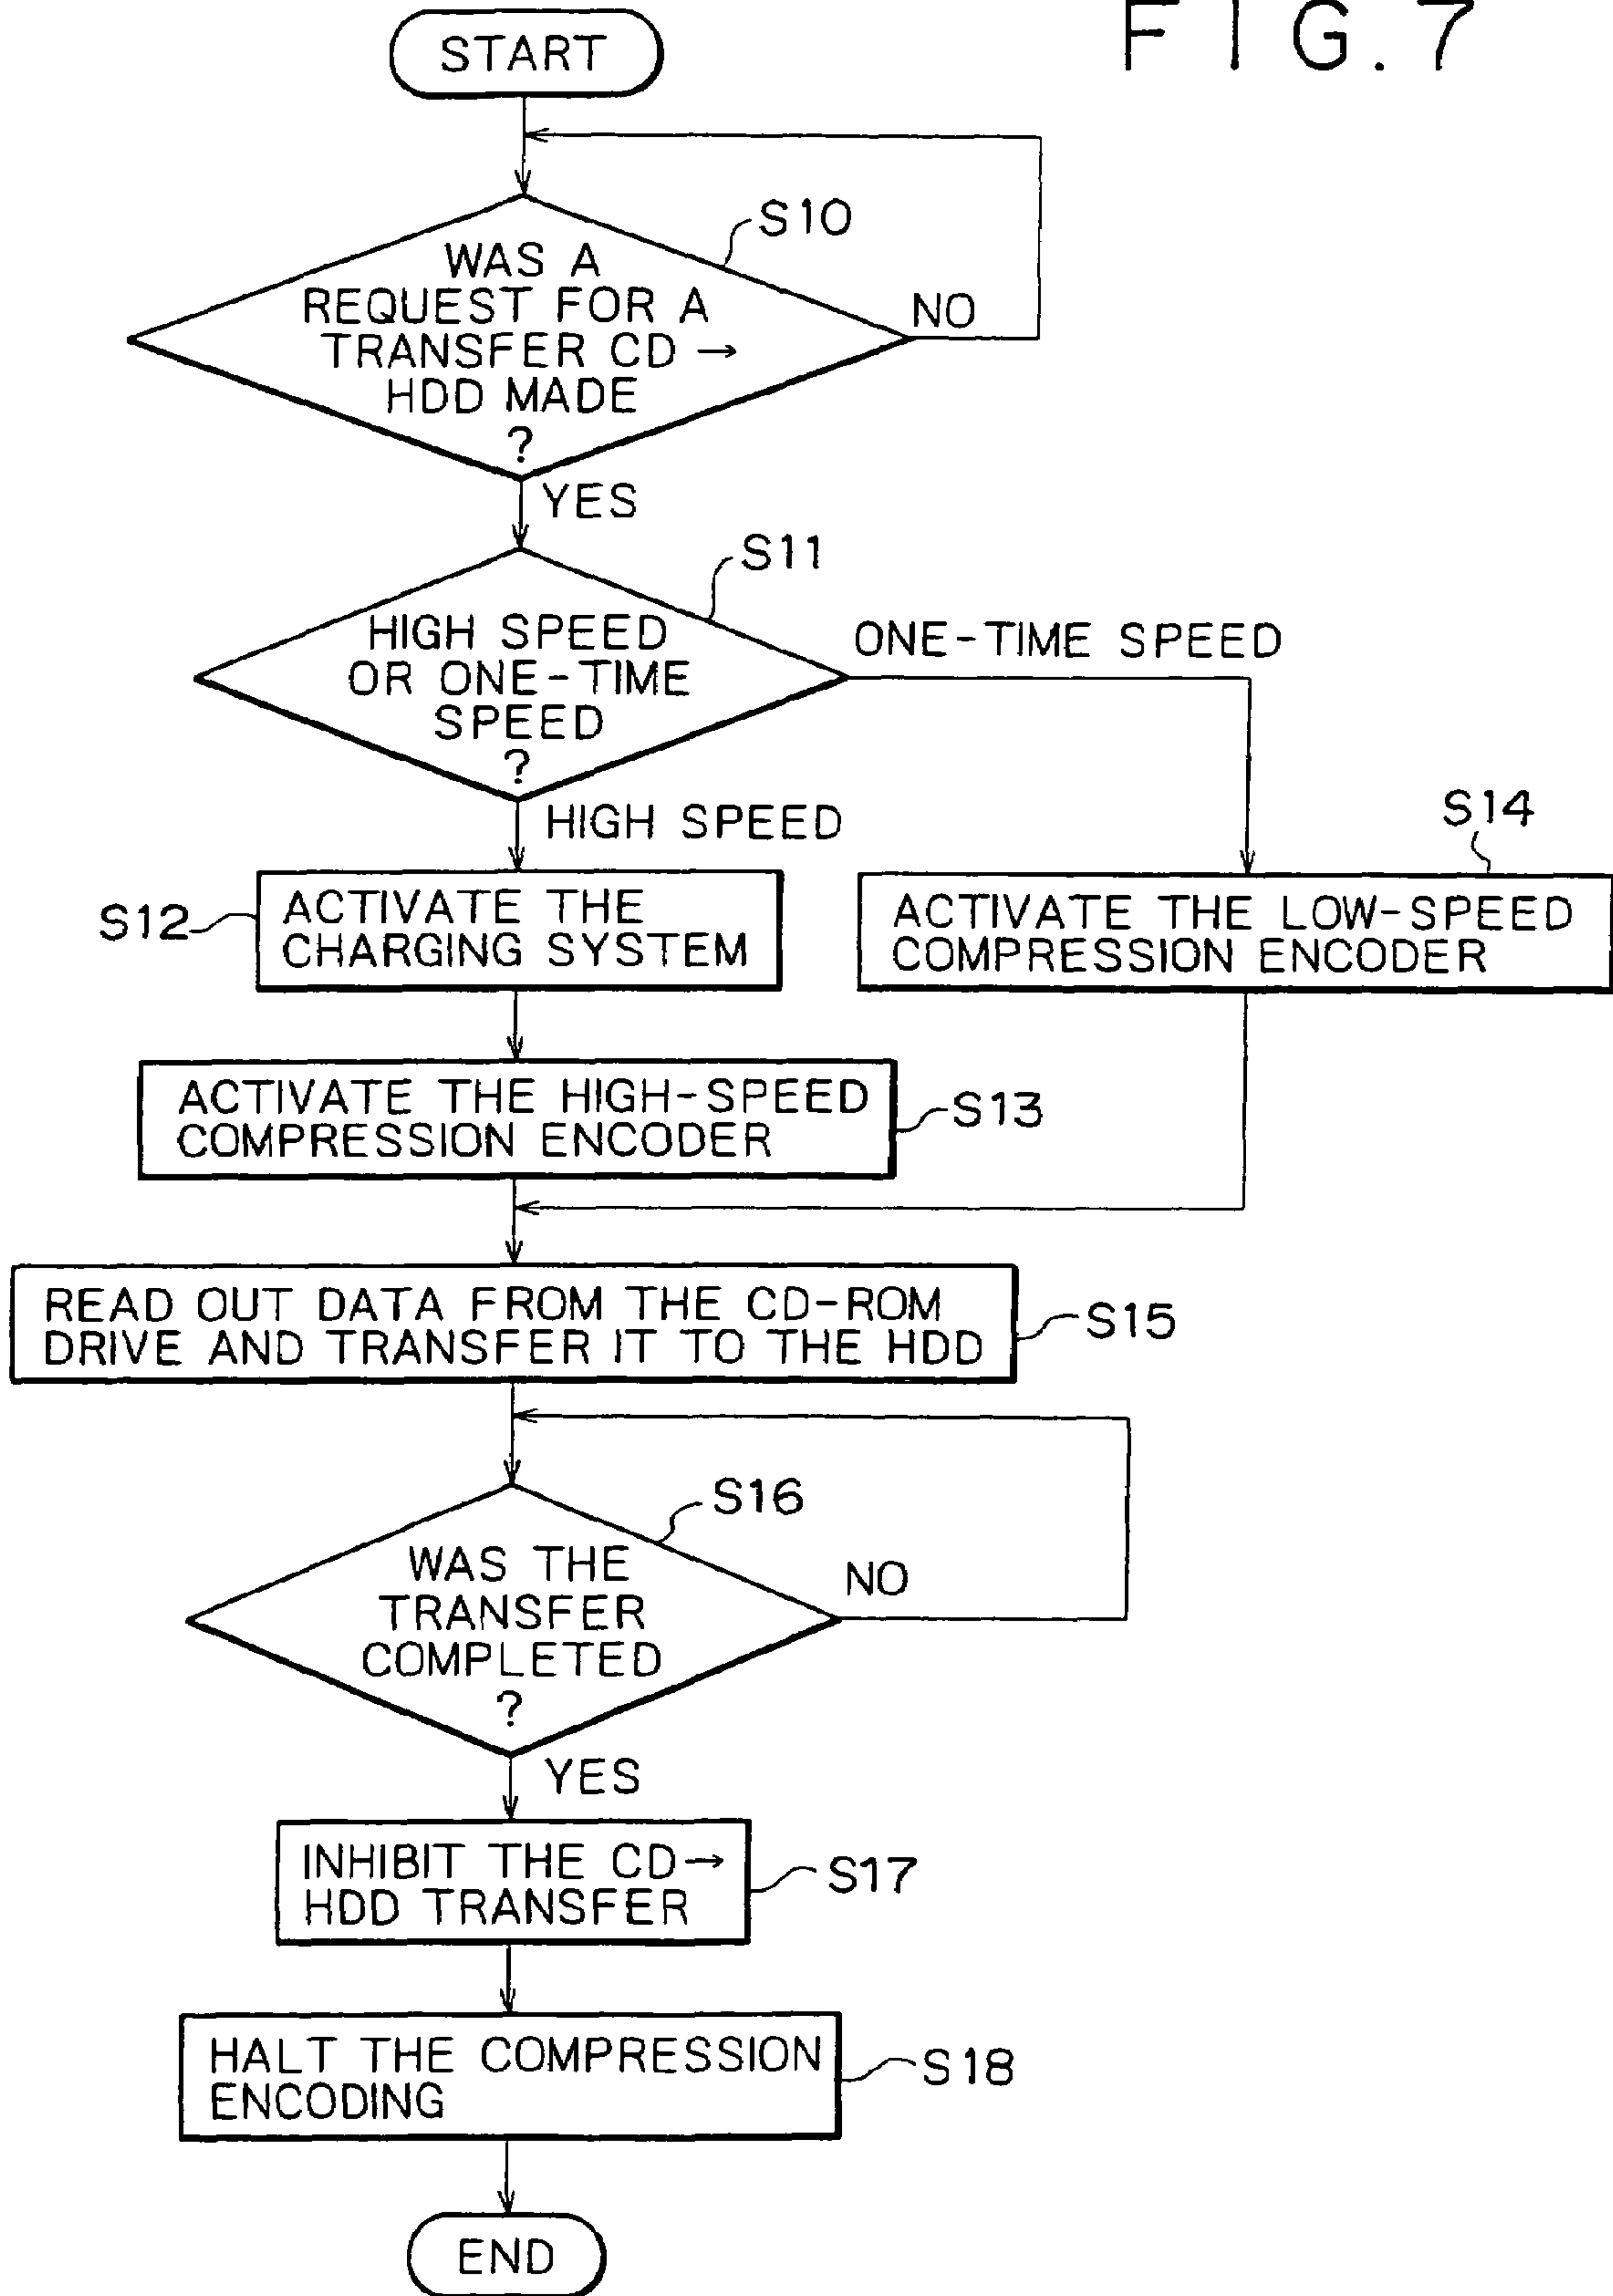 FIG.7
START
S10
WAS A
REQUEST FOR A
TRANSFER CD →
HDD MADE
?
NO
YES
S11
HIGH SPEED
OR ONE-TIME
SPEED
?
ONE-TIME SPEED
HIGH SPEED
S14
S12
ACTIVATE THE
CHARGING SYSTEM
ACTIVATE THE LOW-SPEED
COMPRESSION ENCODER
ACTIVATE THE HIGH-SPEED
COMPRESSION ENCODER
S13
READ OUT DATA FROM THE CD-ROM
DRIVE AND TRANSFER IT TO THE HDD
S15
S16
WAS THE
TRANSFER
COMPLETED
?
NO
YES
INHIBIT THE CD→
HDD TRANSFER
S17
HALT THE COMPRESSION
ENCODING
S18
END